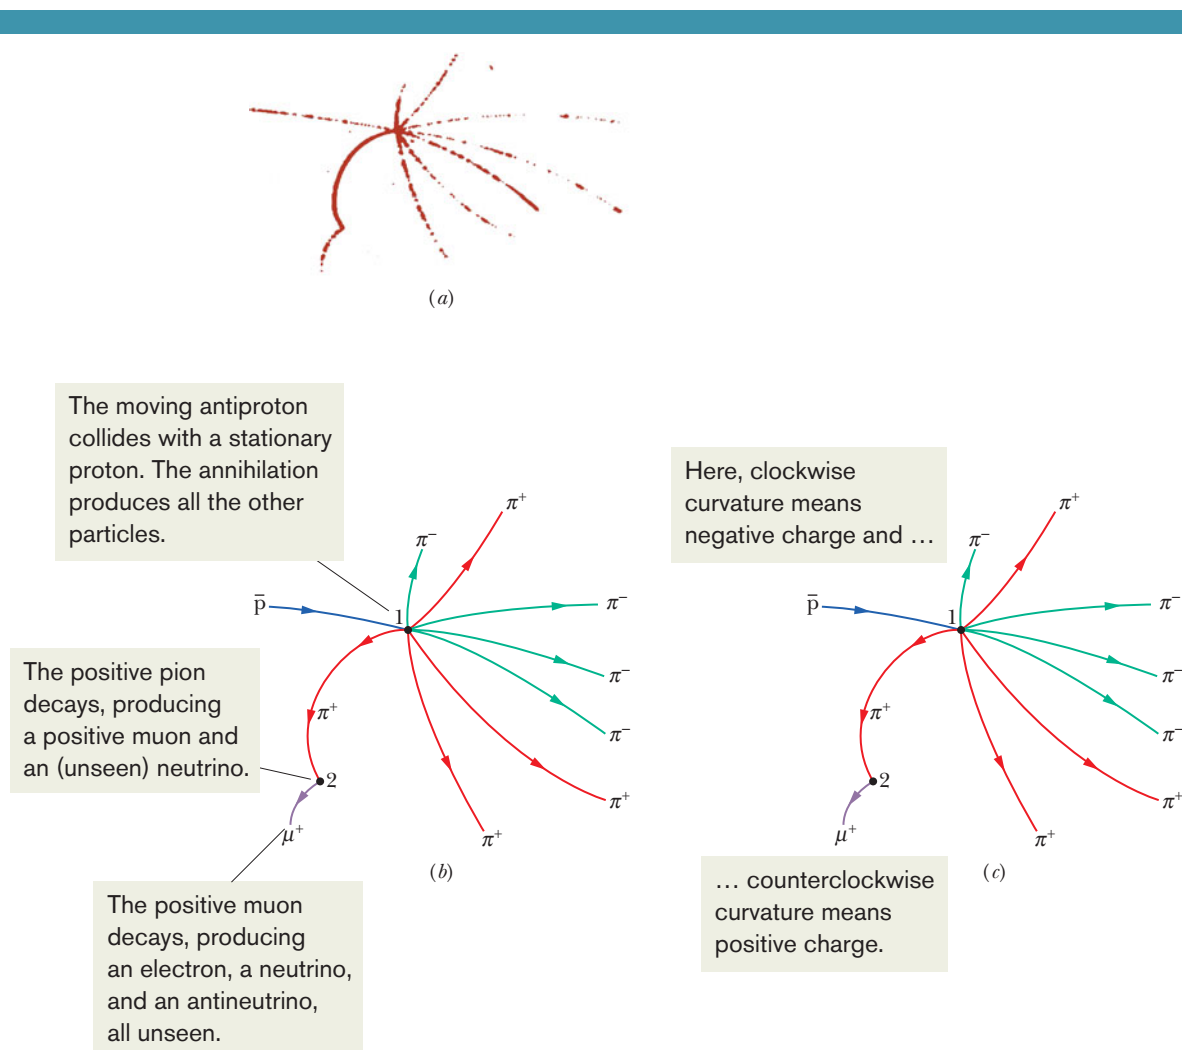 (a)
The moving antiproton
collides with a stationary
proton. The annihilation
produces all the other
particles.
π⁺
π⁻
p̄
1
π⁻
π⁻
π⁻
π⁺
π⁺
π⁺
2
μ⁺
The positive pion
decays, producing
a positive muon and
an (unseen) neutrino.
(b)
The positive muon
decays, producing
an electron, a neutrino,
and an antineutrino,
all unseen.
Here, clockwise
curvature means
negative charge and …
π⁺
π⁻
p̄
1
π⁻
π⁻
π⁻
π⁺
π⁺
π⁺
2
μ⁺
(c)
… counterclockwise
curvature means
positive charge.